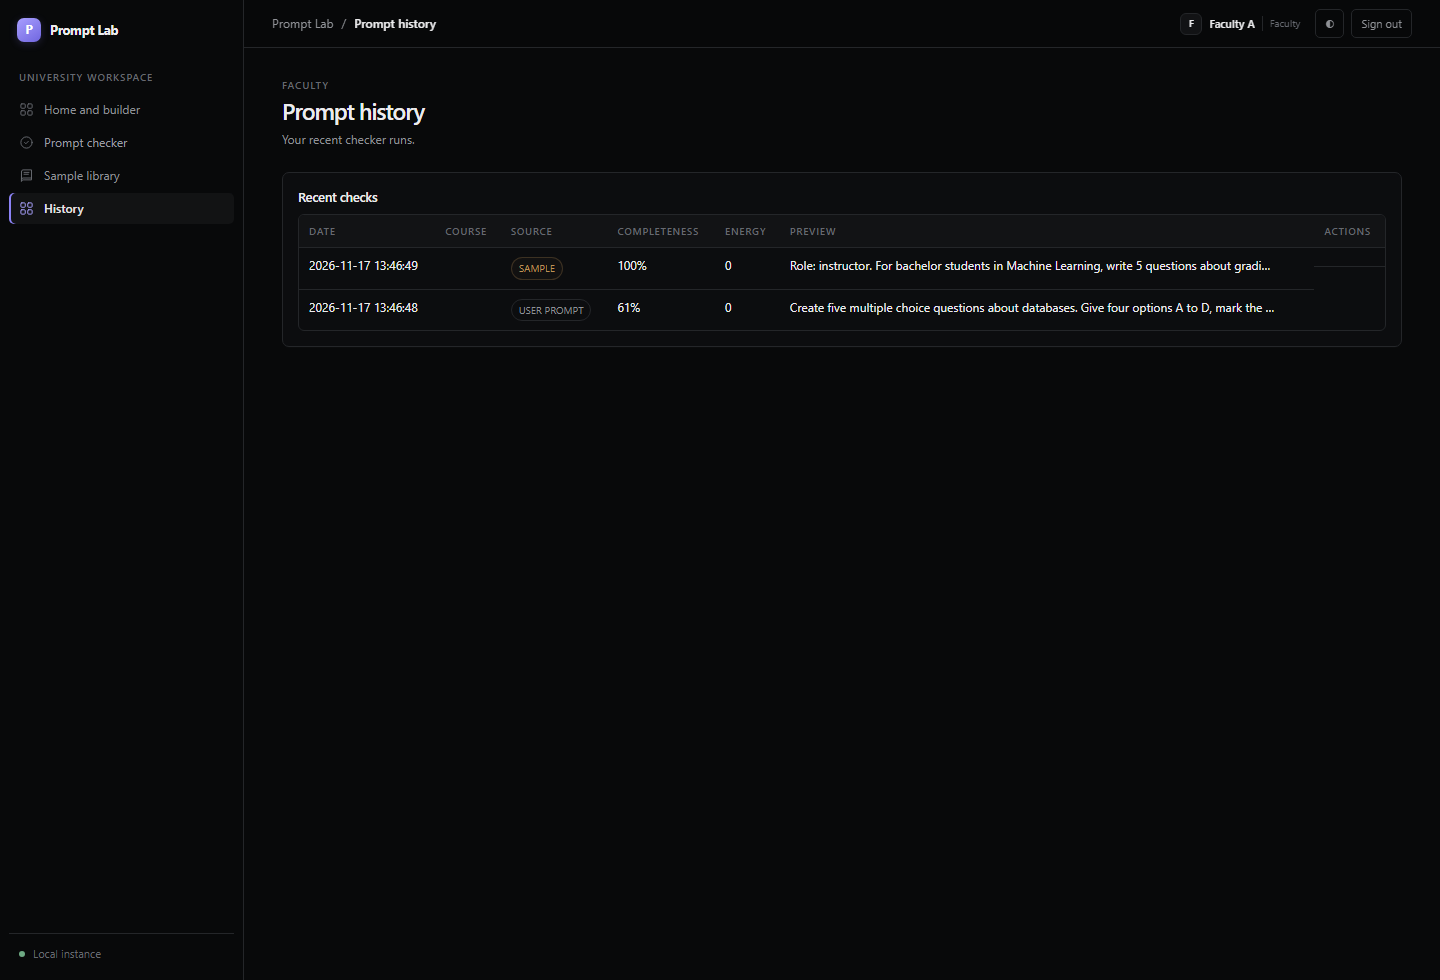 P Prompt Lab
UNIVERSITY WORKSPACE
Home and builder
Prompt checker
Sample library
History
Local instance
Prompt Lab / Prompt history
F Faculty A Faculty Sign out
FACULTY
Prompt history
Your recent checker runs.
Recent checks
DATE COURSE SOURCE COMPLETENESS ENERGY PREVIEW ACTIONS
2026-11-17 13:46:49 SAMPLE 100% 0 Role: instructor. For bachelor students in Machine Learning, write 5 questions about gradi...
2026-11-17 13:46:48 USER PROMPT 61% 0 Create five multiple choice questions about databases. Give four options A to D, mark the ...